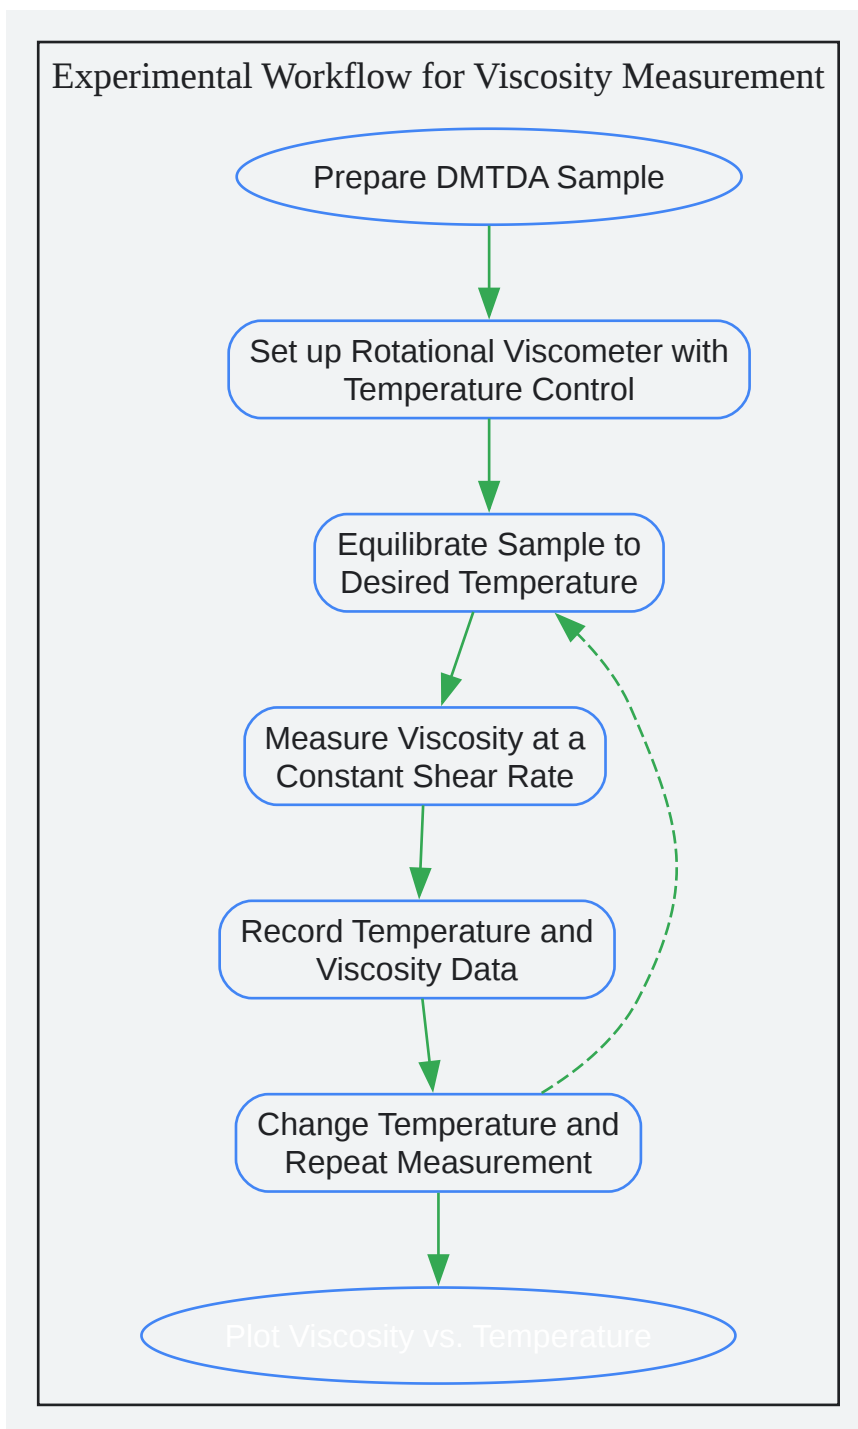 Experimental Workflow for Viscosity Measurement
Prepare DMTDA Sample
Set up Rotational Viscometer with
Temperature Control
Equilibrate Sample to
Desired Temperature
Measure Viscosity at a
Constant Shear Rate
Record Temperature and
Viscosity Data
Change Temperature and
Repeat Measurement
Plot Viscosity vs. Temperature